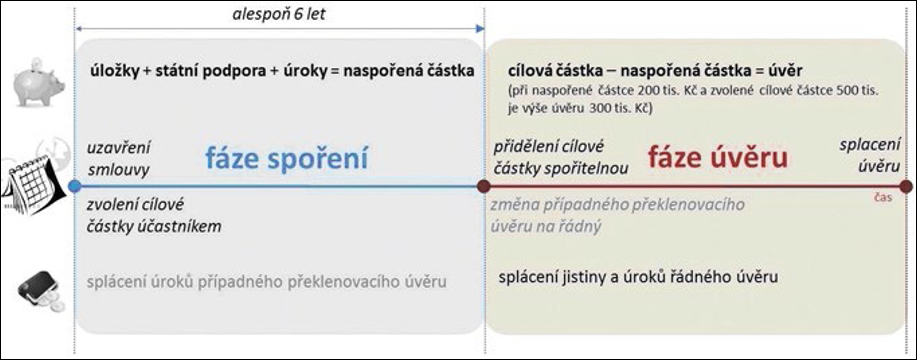 alespoň 6 let
úložky + státní podpora + úroky = naspořená částka
uzavření
smlouvy
fáze spoření
zvolení cílové
částky účastníkem
splácení úroků případného překlenovacího úvěru
cílová částka – naspořená částka = úvěr
(při naspořené částce 200 tis. Kč a zvolené cílové částce 500 tis.
je výše úvěru 300 tis. Kč)
přidělení cílové
částky spořitelnou
fáze úvěru
splacení
úvěru
čas
změna případného překlenovacího
úvěru na řádný
splácení jistiny a úroků řádného úvěru